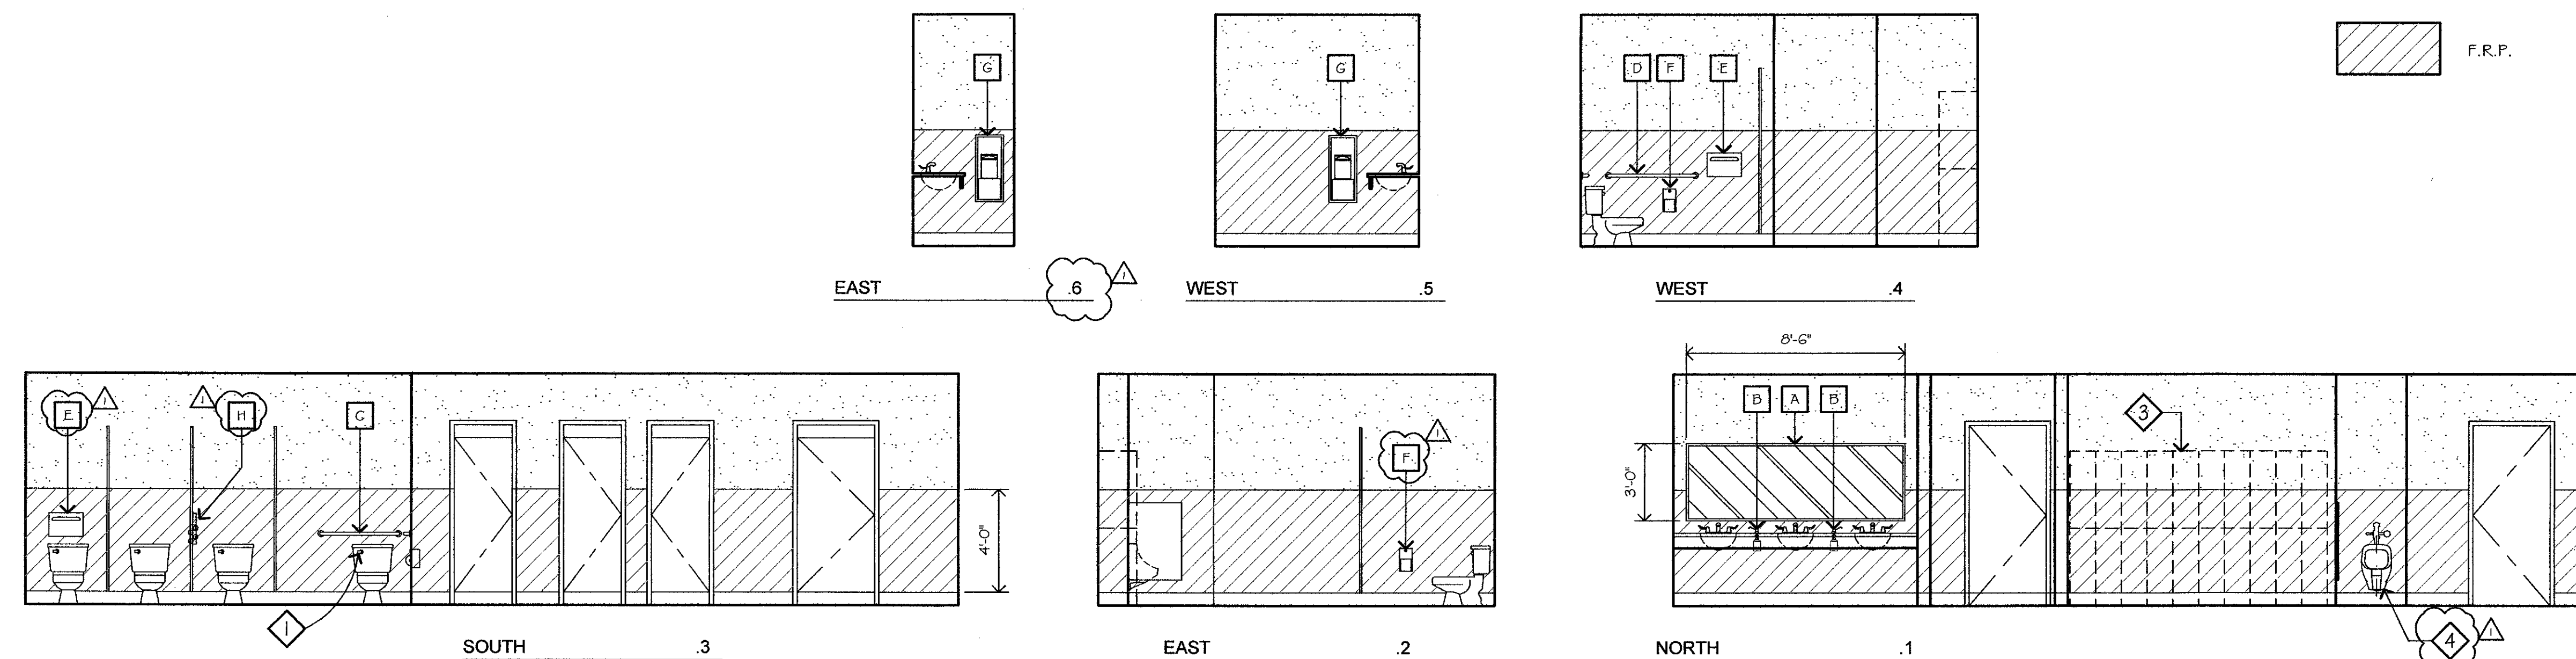 G
G
D F E
F.R.P.
EAST .6 1
WEST .5
WEST .4
8'-6"
E 1
1 H
C
F 1
B A B
3
3'-0"
4'-0"
1
4 1
SOUTH .3
EAST .2
NORTH .1